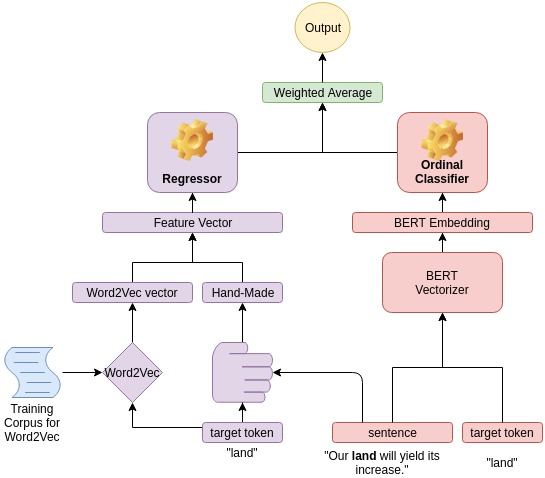 Output
Weighted Average
Regressor
Ordinal
Classifier
Feature Vector
BERT Embedding
Word2Vec vector
Hand-Made
BERT
Vectorizer
Word2Vec
Training
Corpus for
Word2Vec
target token
"land"
sentence
"Our land will yield its
increase."
target token
"land"